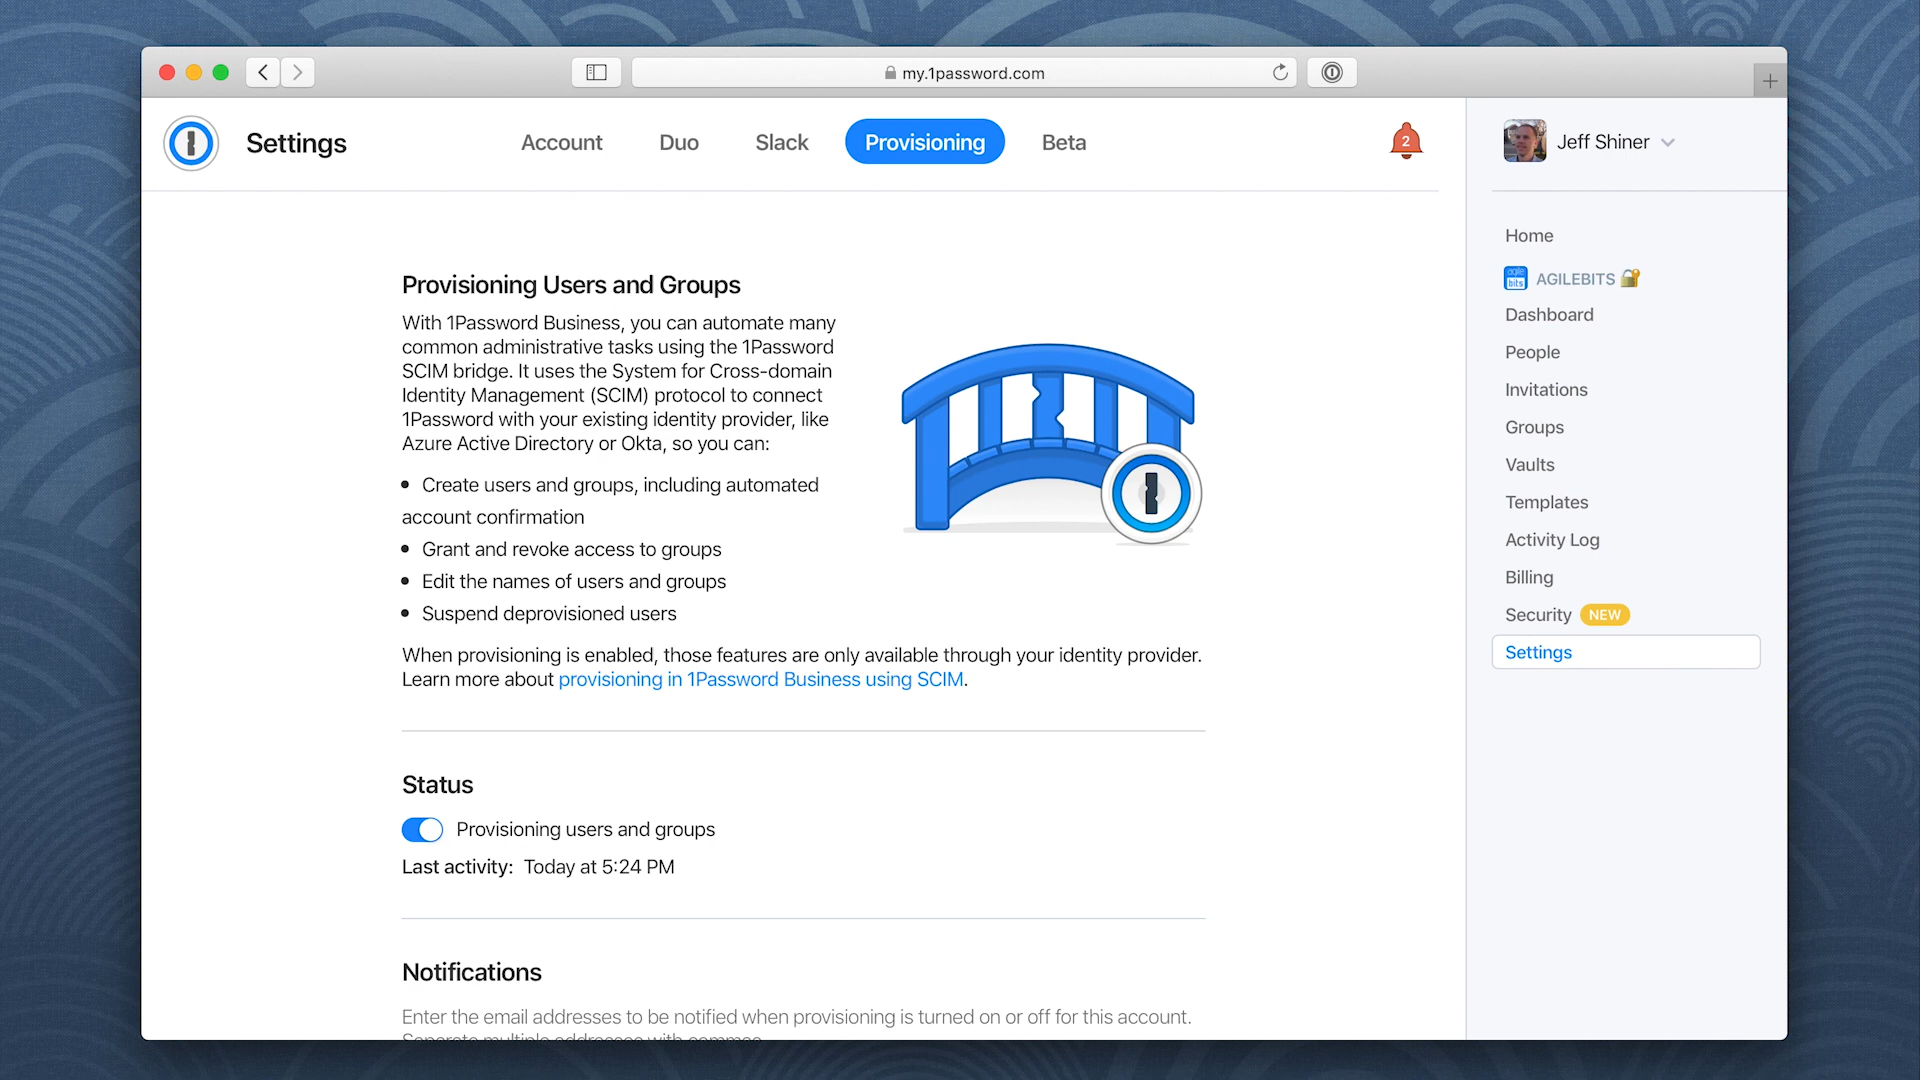 my.1password.com
Settings
Account
Duo
Slack
Provisioning
Beta
2
Jeff Shiner
Provisioning Users and Groups
With 1Password Business, you can automate many
common administrative tasks using the 1Password
SCIM bridge. It uses the System for Cross-domain
Identity Management (SCIM) protocol to connect
1Password with your existing identity provider, like
Azure Active Directory or Okta, so you can:
• Create users and groups, including automated
account confirmation
• Grant and revoke access to groups
• Edit the names of users and groups
• Suspend deprovisioned users
When provisioning is enabled, those features are only available through your identity provider.
Learn more about provisioning in 1Password Business using SCIM.
Status
Provisioning users and groups
Last activity: Today at 5:24 PM
Notifications
Enter the email addresses to be notified when provisioning is turned on or off for this account.
Separate multiple addresses with commas.
Home
agile
bits
AGILEBITS
Dashboard
People
Invitations
Groups
Vaults
Templates
Activity Log
Billing
Security NEW
Settings